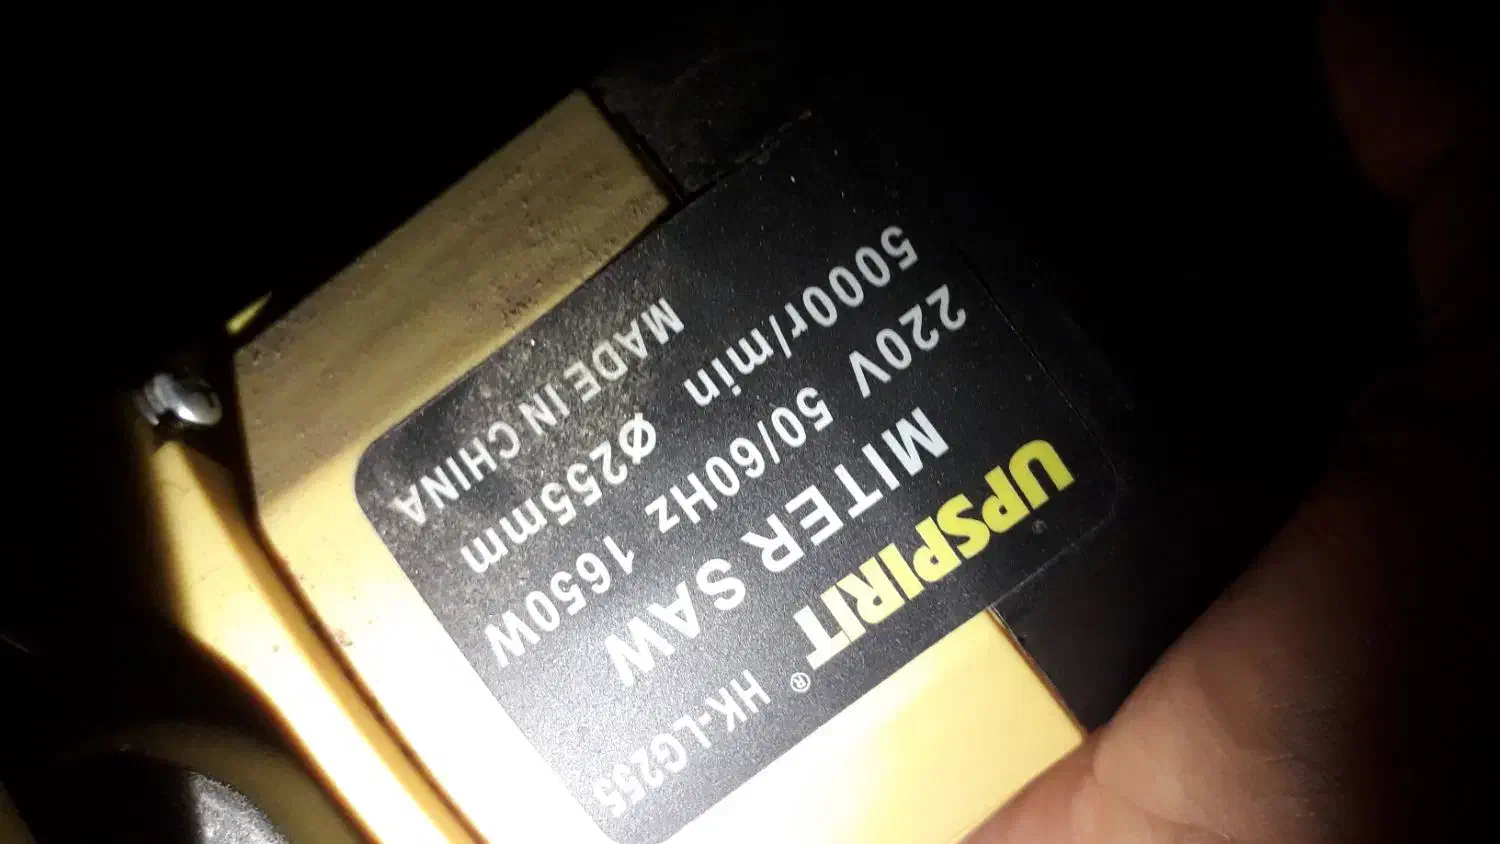 UPSPIRIT ® HK-LG255
MITER SAW
220V 50/60Hz 1650W
5000r/min Ø255mm
MADE IN CHINA